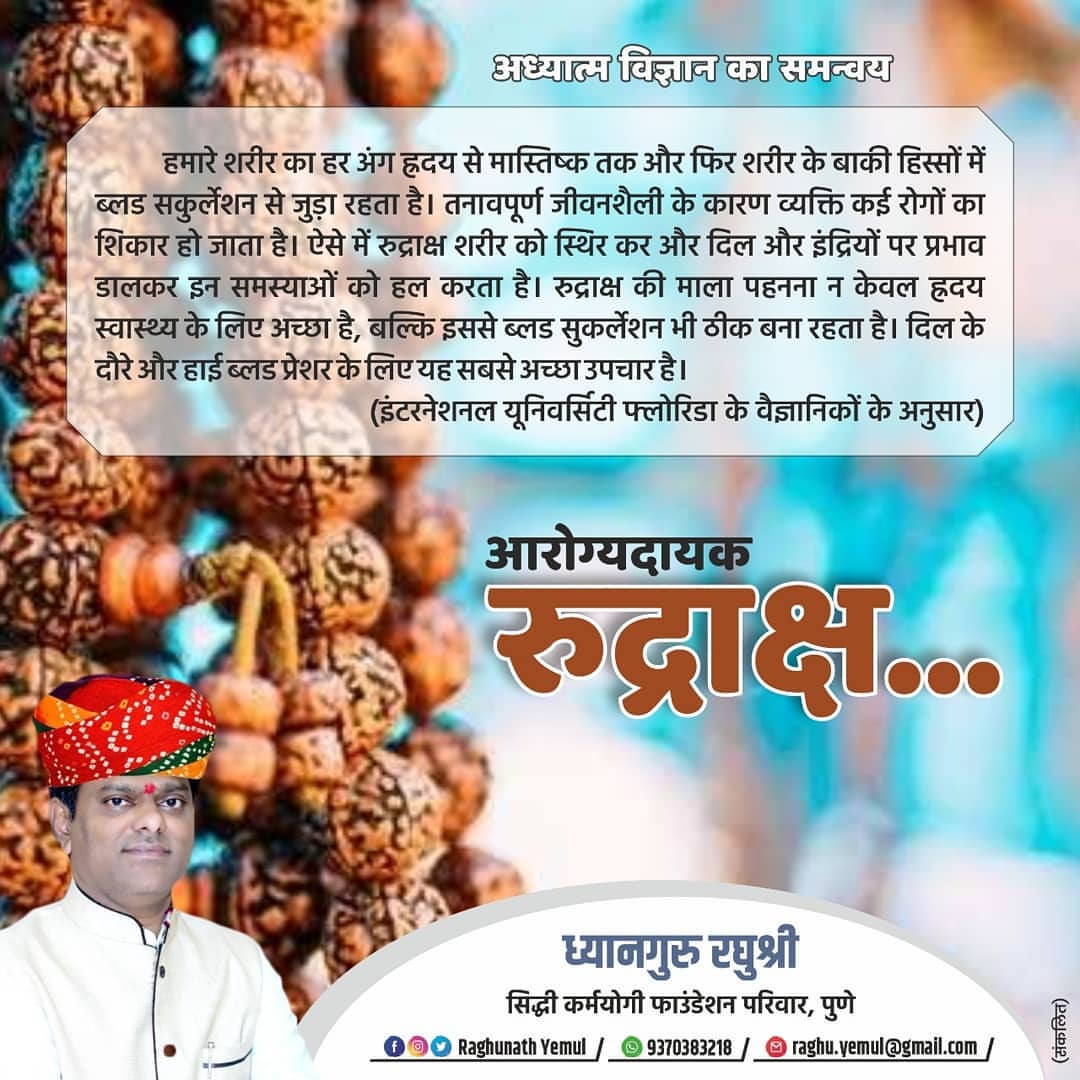 अध्यात्म विज्ञान का समन्वय
हमारे शरीर का हर अंग ह्रदय से मास्तिष्क तक और फिर शरीर के बाकी हिस्सों में
ब्लड सकुर्लेशन से जुड़ा रहता है। तनावपूर्ण जीवनशैली के कारण व्यक्ति कई रोगों का
शिकार हो जाता है। ऐसे में रुद्राक्ष शरीर को स्थिर कर और दिल और इंद्रियों पर प्रभाव
डालकर इन समस्याओं को हल करता है। रुद्राक्ष की माला पहनना न केवल ह्रदय
स्वास्थ्य के लिए अच्छा है, बल्कि इससे ब्लड सुकर्लेशन भी ठीक बना रहता है। दिल के
दौरे और हाई ब्लड प्रेशर के लिए यह सबसे अच्छा उपचार है।
(इंटरनेशनल यूनिवर्सिटी फ्लोरिडा के वैज्ञानिकों के अनुसार)
आरोग्यदायक
रुद्राक्ष...
ध्यानगुरु रघुश्री
सिद्धी कर्मयोगी फाउंडेशन परिवार, पुणे
Raghunath Yemul / 9370383218 / raghu.yemul@gmail.com /
(संकलित)